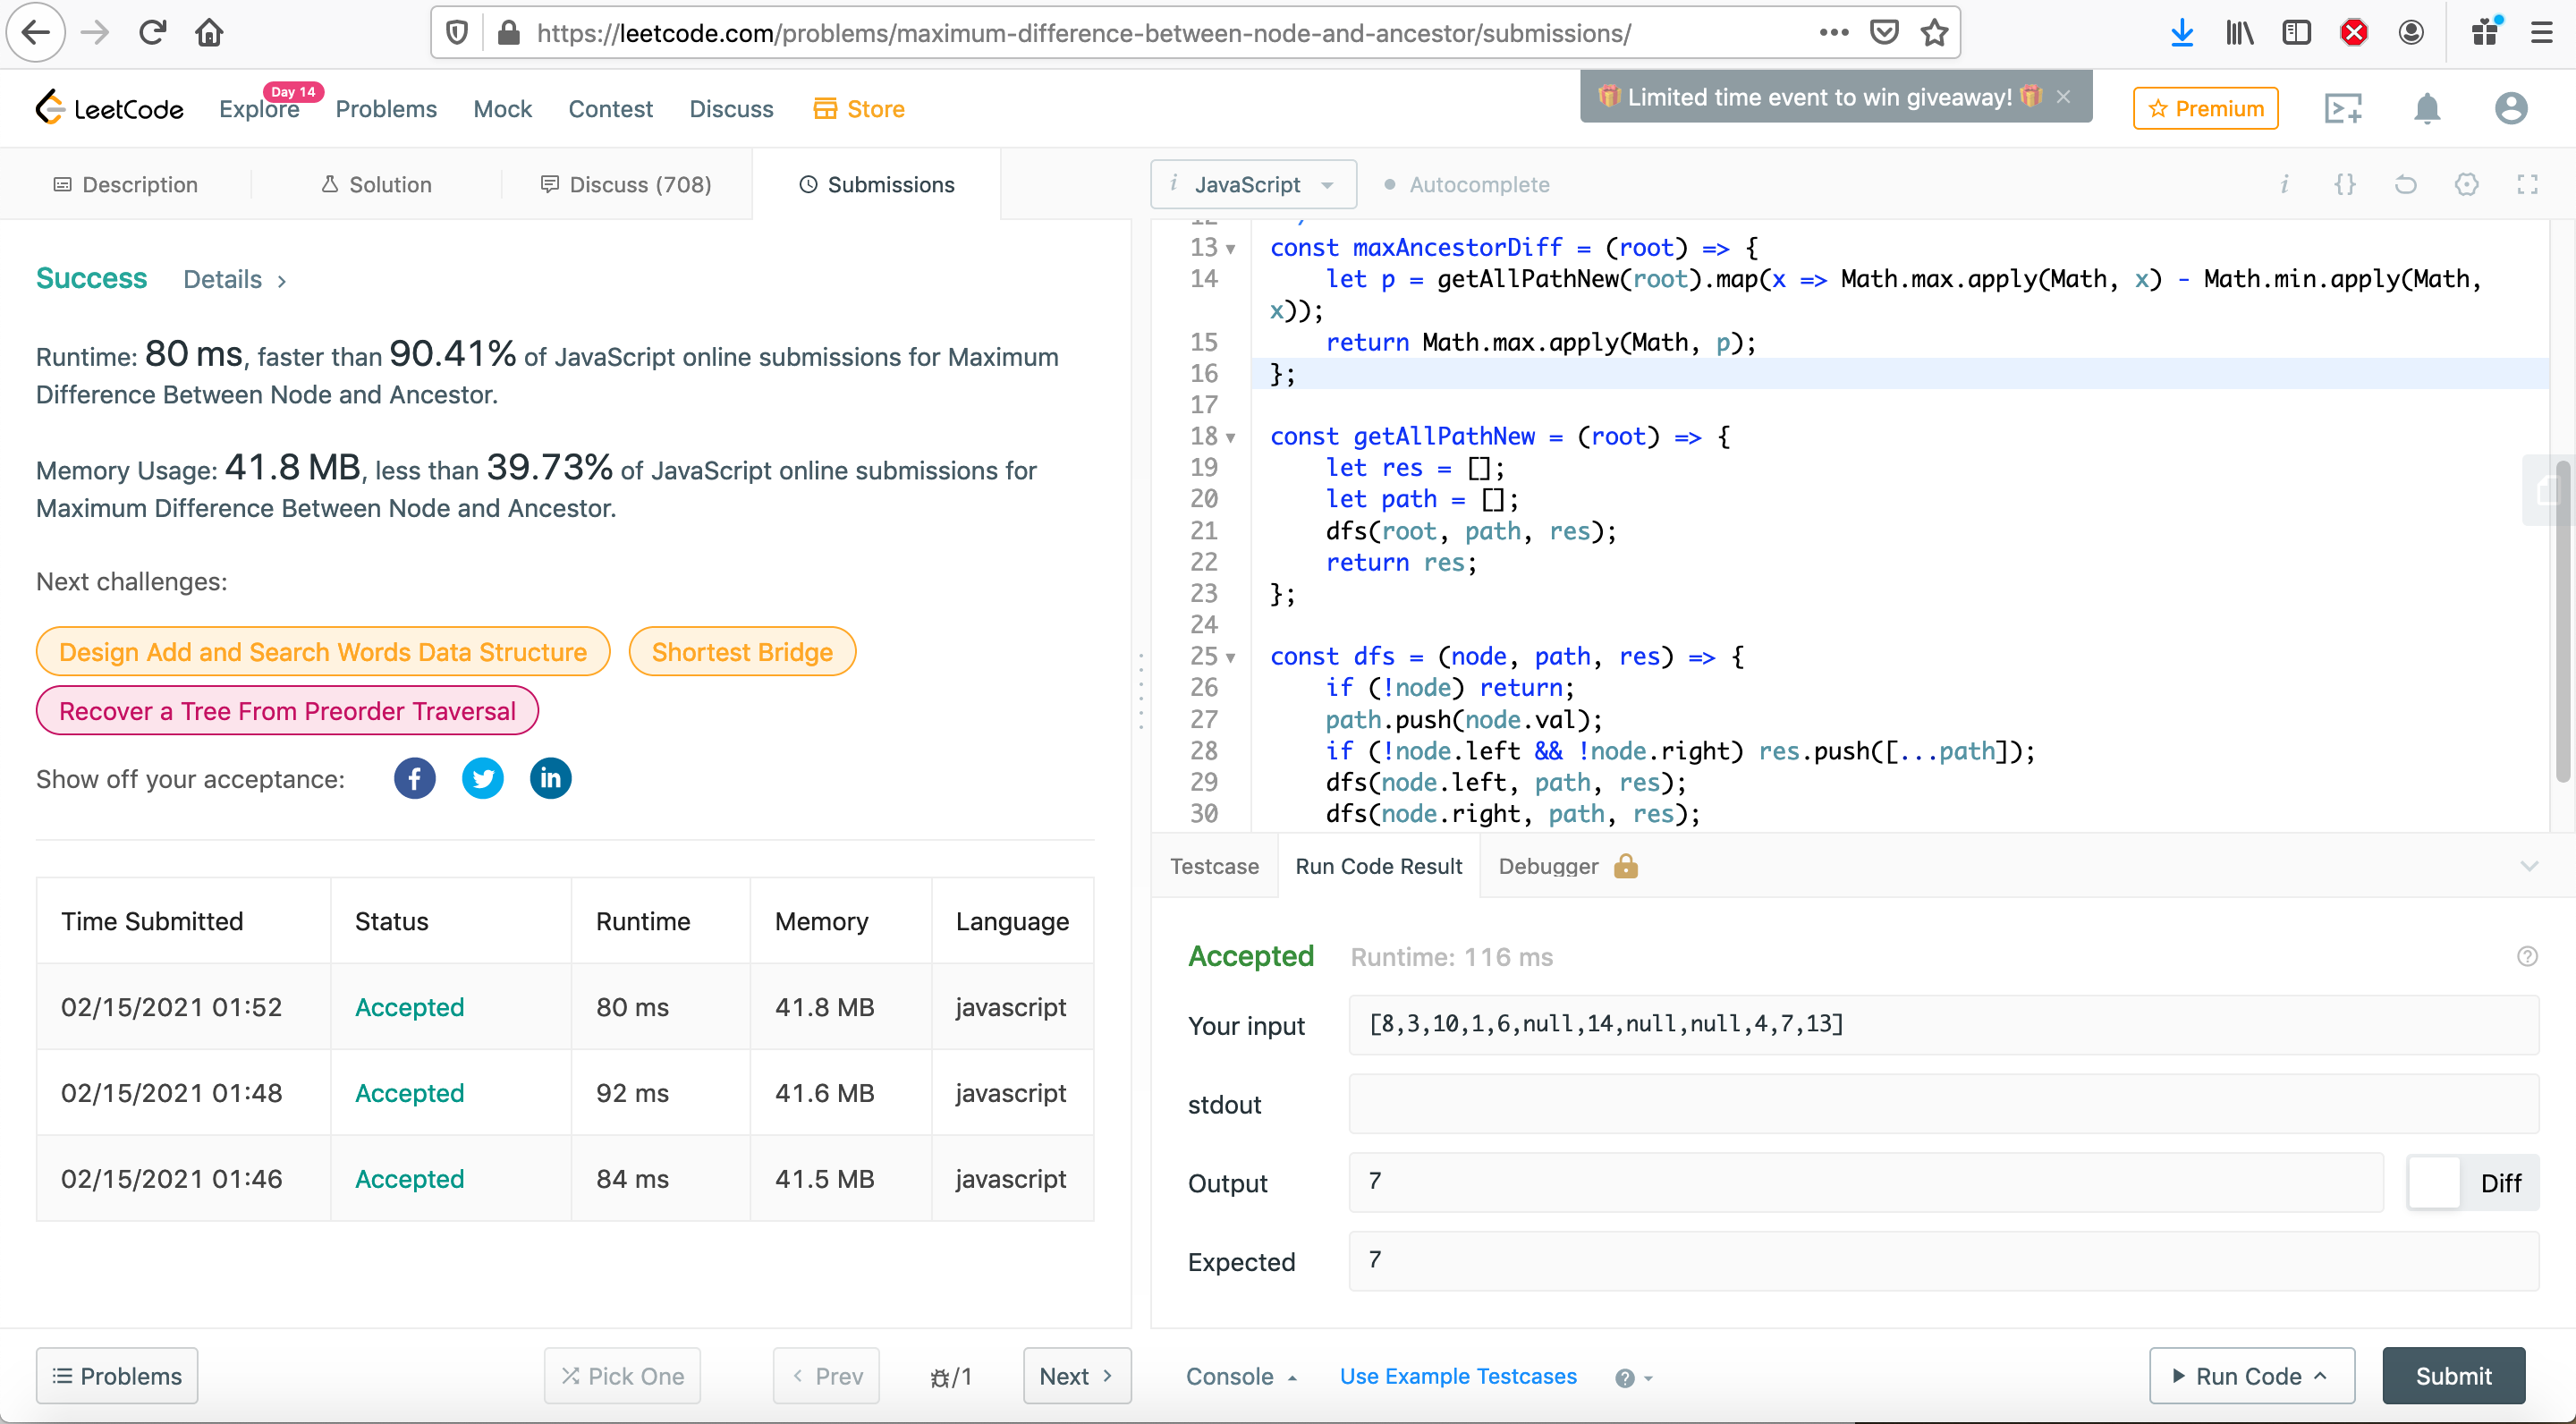 https://leetcode.com/problems/maximum-difference-between-node-and-ancestor/submissions/
LeetCode
Explore
Day 14
Problems
Mock
Contest
Discuss
Store
Limited time event to win giveaway!
Premium
Description
Solution
Discuss (708)
Submissions
Success
Details
Runtime: 80 ms, faster than 90.41% of JavaScript online submissions for Maximum
Difference Between Node and Ancestor.
Memory Usage: 41.8 MB, less than 39.73% of JavaScript online submissions for
Maximum Difference Between Node and Ancestor.
Next challenges:
Design Add and Search Words Data Structure
Shortest Bridge
Recover a Tree From Preorder Traversal
Show off your acceptance:
Time Submitted Status Runtime Memory Language
02/15/2021 01:52 Accepted 80 ms 41.8 MB javascript
02/15/2021 01:48 Accepted 92 ms 41.6 MB javascript
02/15/2021 01:46 Accepted 84 ms 41.5 MB javascript
Problems
Pick One
Prev
/1
Next
i JavaScript
Autocomplete
13 const maxAncestorDiff = (root) => {
14 let p = getAllPathNew(root).map(x => Math.max.apply(Math, x) - Math.min.apply(Math,
x));
15 return Math.max.apply(Math, p);
16 };
17
18 const getAllPathNew = (root) => {
19 let res = [];
20 let path = [];
21 dfs(root, path, res);
22 return res;
23 };
24
25 const dfs = (node, path, res) => {
26 if (!node) return;
27 path.push(node.val);
28 if (!node.left && !node.right) res.push([...path]);
29 dfs(node.left, path, res);
30 dfs(node.right, path, res);
Testcase
Run Code Result
Debugger
Accepted
Runtime: 116 ms
Your input
[8,3,10,1,6,null,14,null,null,4,7,13]
stdout
Output
7
Diff
Expected
7
Console
Use Example Testcases
Run Code
Submit